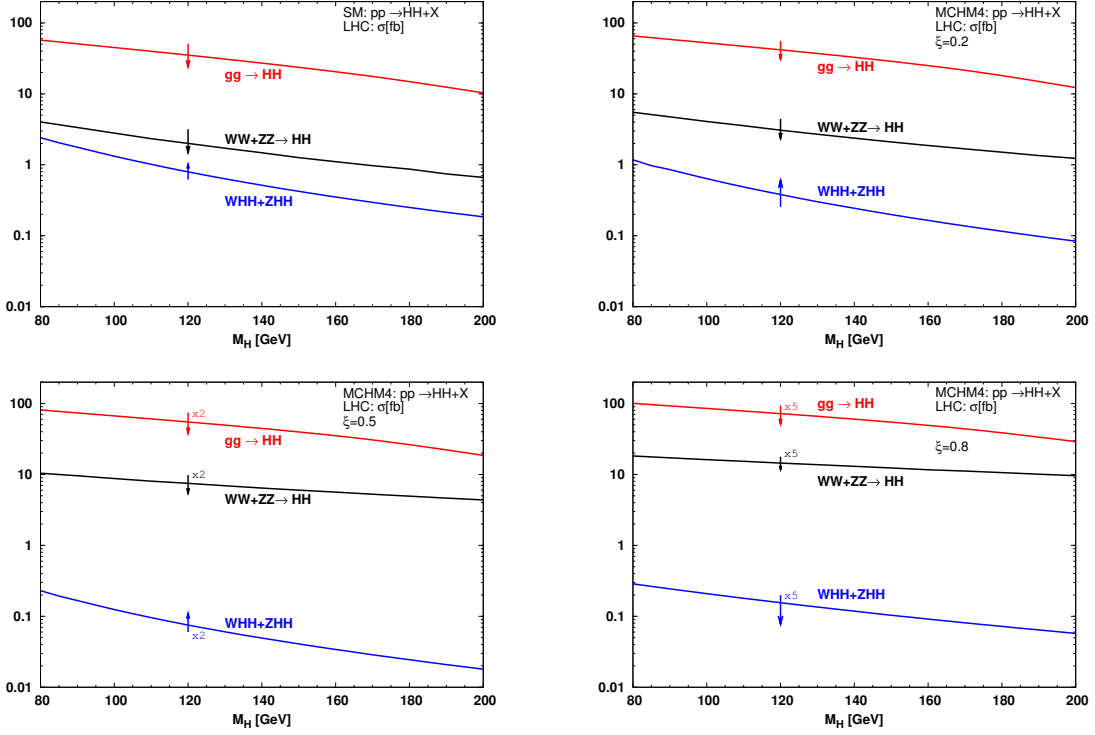 SM: pp →HH+X
LHC: σ[fb]
100
10
1
0.1
0.01
gg → HH
WW+ZZ→ HH
WHH+ZHH
80 100 120 140 160 180 200
M_H [GeV]
MCHM4: pp →HH+X
LHC: σ[fb]
ξ=0.2
100
10
1
0.1
0.01
gg → HH
WW+ZZ→ HH
WHH+ZHH
80 100 120 140 160 180 200
M_H [GeV]
MCHM4: pp →HH+X
LHC: σ[fb]
ξ=0.5
100
10
1
0.1
0.01
x2
gg → HH
x2
WW+ZZ→ HH
WHH+ZHH
x2
80 100 120 140 160 180 200
M_H [GeV]
MCHM4: pp →HH+X
LHC: σ[fb]
ξ=0.8
100
10
1
0.1
0.01
x5
gg → HH
x5
WW+ZZ→ HH
x5
WHH+ZHH
80 100 120 140 160 180 200
M_H [GeV]